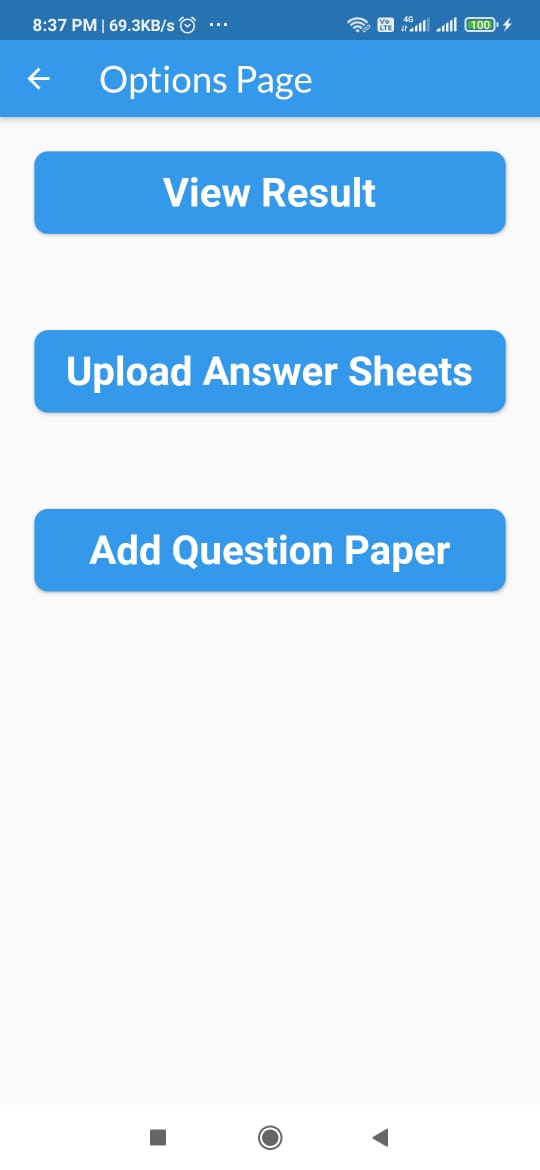 8:37 PM | 69.3KB/s ... Vo LTE 4G 100
Options Page
View Result
Upload Answer Sheets
Add Question Paper